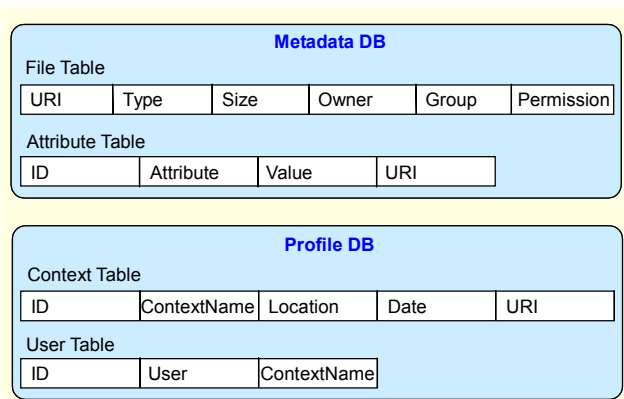 Metadata DB
File Table
URI Type Size Owner Group Permission
Attribute Table
ID Attribute Value URI
Profile DB
Context Table
ID ContextName Location Date URI
User Table
ID User ContextName